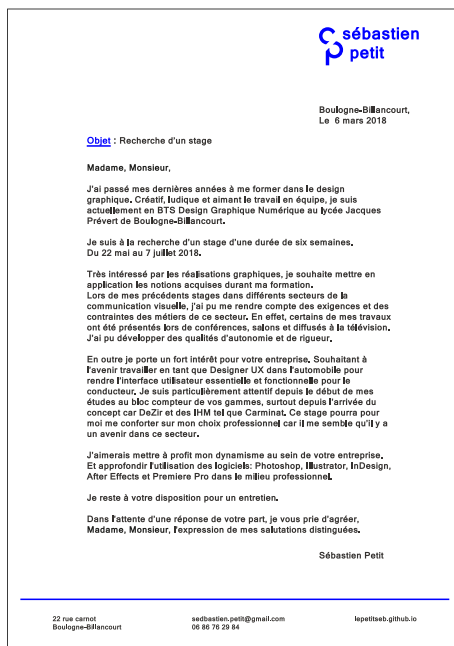 sébastien
petit
Boulogne-Billancourt,
Le 6 mars 2018
Objet : Recherche d'un stage
Madame, Monsieur,
J'ai passé mes dernières années à me former dans le design
graphique. Créatif, ludique et aimant le travail en équipe, je suis
actuellement en BTS Design Graphique Numérique au lycée Jacques
Prévert de Boulogne-Billancourt.
Je suis à la recherche d'un stage d'une durée de six semaines.
Du 22 mai au 7 juillet 2018.
Très intéressé par les réalisations graphiques, je souhaite mettre en
application les notions acquises durant ma formation.
Lors de mes précédents stages dans différents secteurs de la
communication visuelle, j'ai pu me rendre compte des exigences et des
contraintes des métiers de ce secteur. En effet, certains de mes travaux
ont été présentés lors de conférences, salons et diffusés à la télévision.
J'ai pu développer des qualités d'autonomie et de rigueur.
En outre je porte un fort intérêt pour votre entreprise. Souhaitant à
l'avenir travailler en tant que Designer UX dans l'automobile pour
rendre l'interface utilisateur essentielle et fonctionnelle pour le
conducteur. Je suis particulièrement attentif depuis le début de mes
études au bloc compteur de vos gammes, surtout depuis l'arrivée du
concept car DeZir et des IHM tel que Carminat. Ce stage pourra pour
moi me conforter sur mon choix professionnel car il me semble qu'il y a
un avenir dans ce secteur.
J'aimerais mettre à profit mon dynamisme au sein de votre entreprise.
Et approfondir l'utilisation des logiciels: Photoshop, Illustrator, InDesign,
After Effects et Premiere Pro dans le milieu professionnel.
Je reste à votre disposition pour un entretien.
Dans l'attente d'une réponse de votre part, je vous prie d'agréer,
Madame, Monsieur, l'expression de mes salutations distinguées.
Sébastien Petit
22 rue carnot
Boulogne-Billancourt
sedbastien.petit@gmail.com
06 86 76 29 84
lepetitseb.github.io